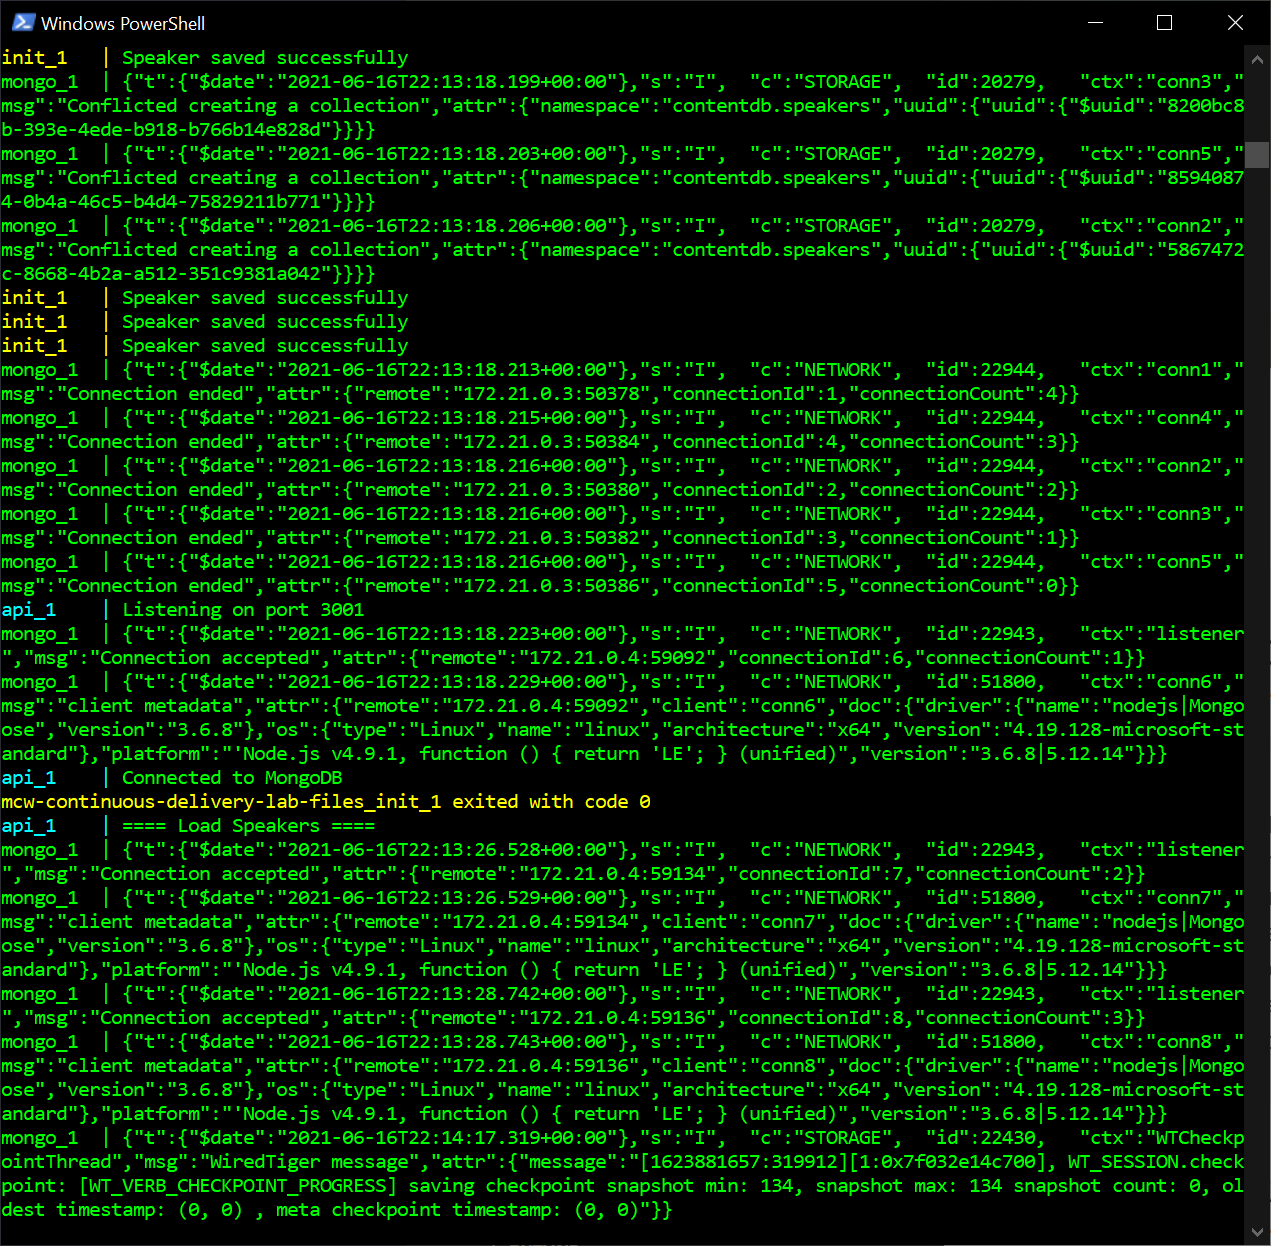 Windows PowerShell
init_1   | Speaker saved successfully
mongo_1  | {"t":{"$date":"2021-06-16T22:13:18.199+00:00"},"s":"I",  "c":"STORAGE",  "id":20279,   "ctx":"conn3","
msg":"Conflicted creating a collection","attr":{"namespace":"contentdb.speakers","uuid":{"uuid":{"$uuid":"8200bc8
b-393e-4ede-b918-b766b14e828d"}}}}
mongo_1  | {"t":{"$date":"2021-06-16T22:13:18.203+00:00"},"s":"I",  "c":"STORAGE",  "id":20279,   "ctx":"conn5","
msg":"Conflicted creating a collection","attr":{"namespace":"contentdb.speakers","uuid":{"uuid":{"$uuid":"8594087
4-0b4a-46c5-b4d4-75829211b771"}}}}
mongo_1  | {"t":{"$date":"2021-06-16T22:13:18.206+00:00"},"s":"I",  "c":"STORAGE",  "id":20279,   "ctx":"conn2","
msg":"Conflicted creating a collection","attr":{"namespace":"contentdb.speakers","uuid":{"uuid":{"$uuid":"5867472
c-8668-4b2a-a512-351c9381a042"}}}}
init_1   | Speaker saved successfully
init_1   | Speaker saved successfully
init_1   | Speaker saved successfully
mongo_1  | {"t":{"$date":"2021-06-16T22:13:18.213+00:00"},"s":"I",  "c":"NETWORK",  "id":22944,   "ctx":"conn1","
msg":"Connection ended","attr":{"remote":"172.21.0.3:50378","connectionId":1,"connectionCount":4}}
mongo_1  | {"t":{"$date":"2021-06-16T22:13:18.215+00:00"},"s":"I",  "c":"NETWORK",  "id":22944,   "ctx":"conn4","
msg":"Connection ended","attr":{"remote":"172.21.0.3:50384","connectionId":4,"connectionCount":3}}
mongo_1  | {"t":{"$date":"2021-06-16T22:13:18.216+00:00"},"s":"I",  "c":"NETWORK",  "id":22944,   "ctx":"conn2","
msg":"Connection ended","attr":{"remote":"172.21.0.3:50380","connectionId":2,"connectionCount":2}}
mongo_1  | {"t":{"$date":"2021-06-16T22:13:18.216+00:00"},"s":"I",  "c":"NETWORK",  "id":22944,   "ctx":"conn3","
msg":"Connection ended","attr":{"remote":"172.21.0.3:50382","connectionId":3,"connectionCount":1}}
mongo_1  | {"t":{"$date":"2021-06-16T22:13:18.216+00:00"},"s":"I",  "c":"NETWORK",  "id":22944,   "ctx":"conn5","
msg":"Connection ended","attr":{"remote":"172.21.0.3:50386","connectionId":5,"connectionCount":0}}
api_1    | Listening on port 3001
mongo_1  | {"t":{"$date":"2021-06-16T22:13:18.223+00:00"},"s":"I",  "c":"NETWORK",  "id":22943,   "ctx":"listener
","msg":"Connection accepted","attr":{"remote":"172.21.0.4:59092","connectionId":6,"connectionCount":1}}
mongo_1  | {"t":{"$date":"2021-06-16T22:13:18.229+00:00"},"s":"I",  "c":"NETWORK",  "id":51800,   "ctx":"conn6","
msg":"client metadata","attr":{"remote":"172.21.0.4:59092","client":"conn6","doc":{"driver":{"name":"nodejs|Mongo
ose","version":"3.6.8"},"os":{"type":"Linux","name":"linux","architecture":"x64","version":"4.19.128-microsoft-st
andard"},"platform":"'Node.js v4.9.1, function () { return 'LE'; } (unified)","version":"3.6.8|5.12.14"}}}
api_1    | Connected to MongoDB
mcw-continuous-delivery-lab-files_init_1 exited with code 0
api_1    | ==== Load Speakers ====
mongo_1  | {"t":{"$date":"2021-06-16T22:13:26.528+00:00"},"s":"I",  "c":"NETWORK",  "id":22943,   "ctx":"listener
","msg":"Connection accepted","attr":{"remote":"172.21.0.4:59134","connectionId":7,"connectionCount":2}}
mongo_1  | {"t":{"$date":"2021-06-16T22:13:26.529+00:00"},"s":"I",  "c":"NETWORK",  "id":51800,   "ctx":"conn7","
msg":"client metadata","attr":{"remote":"172.21.0.4:59134","client":"conn7","doc":{"driver":{"name":"nodejs|Mongo
ose","version":"3.6.8"},"os":{"type":"Linux","name":"linux","architecture":"x64","version":"4.19.128-microsoft-st
andard"},"platform":"'Node.js v4.9.1, function () { return 'LE'; } (unified)","version":"3.6.8|5.12.14"}}}
mongo_1  | {"t":{"$date":"2021-06-16T22:13:28.742+00:00"},"s":"I",  "c":"NETWORK",  "id":22943,   "ctx":"listener
","msg":"Connection accepted","attr":{"remote":"172.21.0.4:59136","connectionId":8,"connectionCount":3}}
mongo_1  | {"t":{"$date":"2021-06-16T22:13:28.743+00:00"},"s":"I",  "c":"NETWORK",  "id":51800,   "ctx":"conn8","
msg":"client metadata","attr":{"remote":"172.21.0.4:59136","client":"conn8","doc":{"driver":{"name":"nodejs|Mongo
ose","version":"3.6.8"},"os":{"type":"Linux","name":"linux","architecture":"x64","version":"4.19.128-microsoft-st
andard"},"platform":"'Node.js v4.9.1, function () { return 'LE'; } (unified)","version":"3.6.8|5.12.14"}}}
mongo_1  | {"t":{"$date":"2021-06-16T22:14:17.319+00:00"},"s":"I",  "c":"STORAGE",  "id":22430,   "ctx":"WTCheckp
ointThread","msg":"WiredTiger message","attr":{"message":"[1623881657:319912][1:0x7f032e14c700], WT_SESSION.check
point: [WT_VERB_CHECKPOINT_PROGRESS] saving checkpoint snapshot min: 134, snapshot max: 134 snapshot count: 0, ol
dest timestamp: (0, 0) , meta checkpoint timestamp: (0, 0)"}}